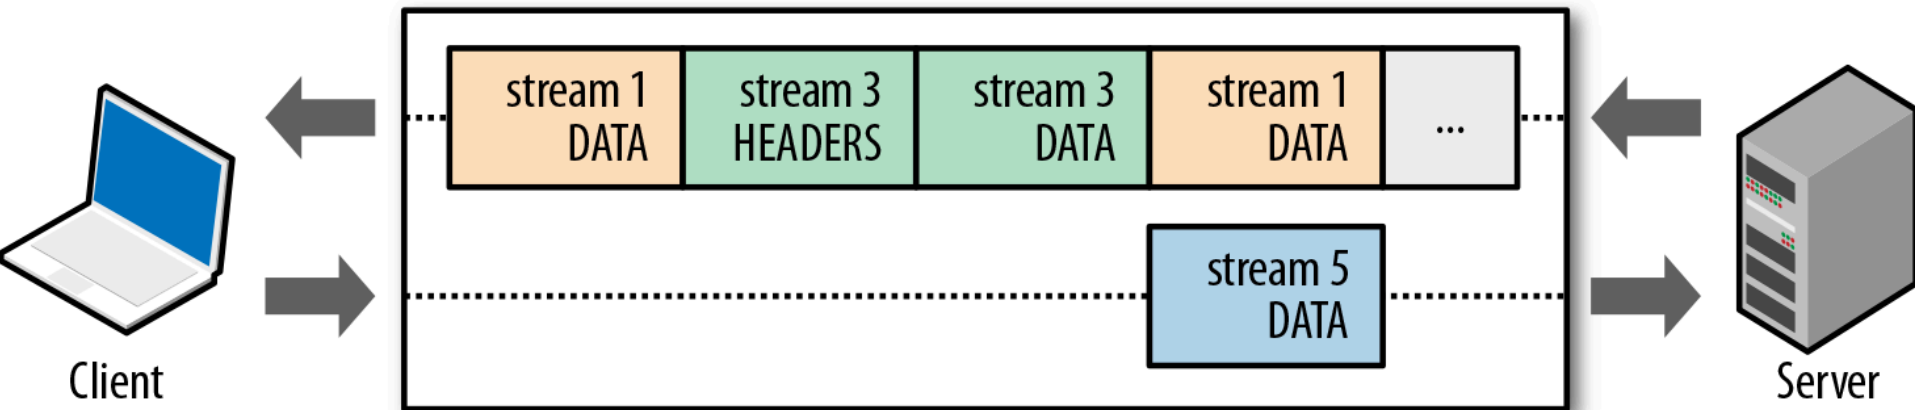 stream 1
DATA
stream 3
HEADERS
stream 3
DATA
stream 1
DATA
...
stream 5
DATA
Client
Server